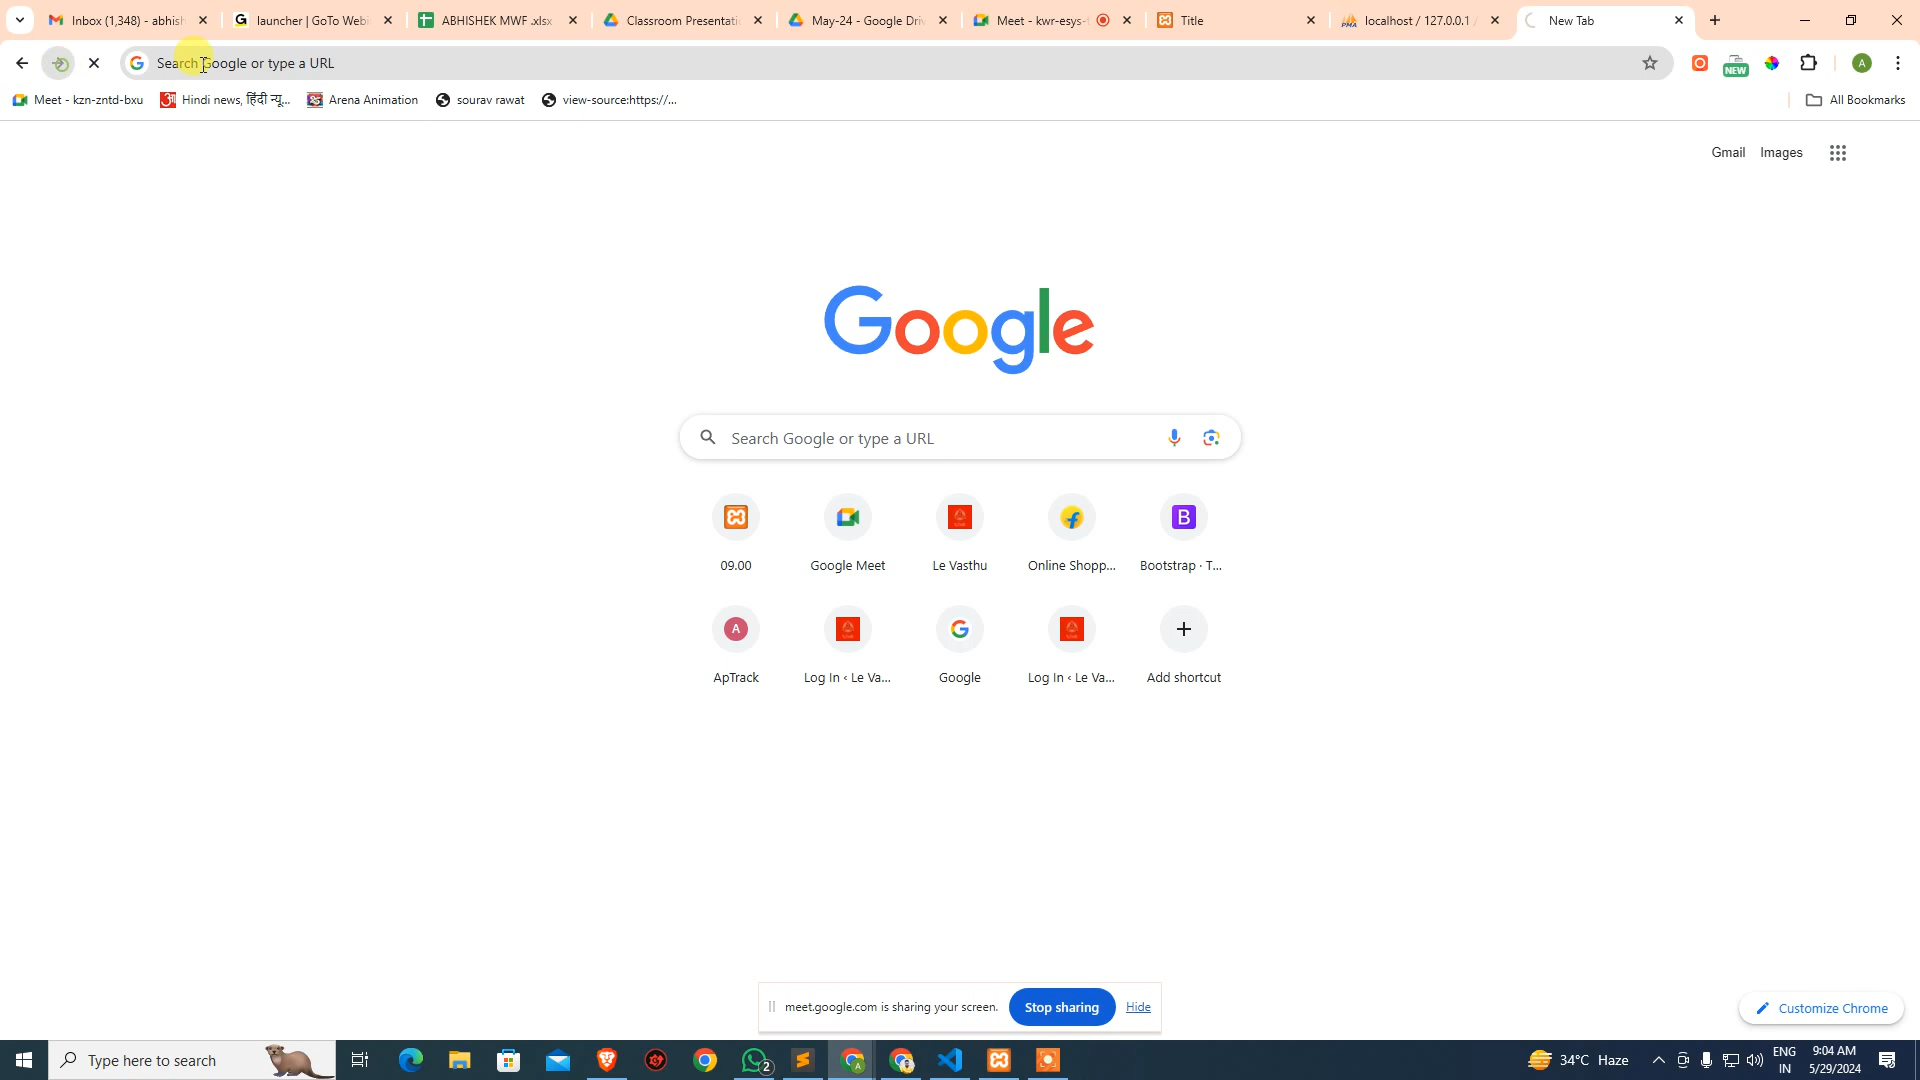 Inbox (1,348) - abhish
launcher | GoTo Webi
ABHISHEK MWF .xlsx
Classroom Presentati
May-24 - Google Dri
Meet - kwr-esys-
Title
localhost / 127.0.0.1
New Tab
Search Google or type a URL
NEW
A
Meet - kzn-zntd-bxu
Hindi news, हिंदी न्यू...
Arena Animation
sourav rawat
view-source:https://...
All Bookmarks
Gmail
Images
Google
Search Google or type a URL
09.00
Google Meet
Le Vasthu
Online Shopp...
Bootstrap · T...
ApTrack
Log In ‹ Le Va...
Google
Log In ‹ Le Va...
Add shortcut
meet.google.com is sharing your screen.
Stop sharing
Hide
Customize Chrome
Type here to search
2
34°C Haze
ENG
IN
9:04 AM
5/29/2024